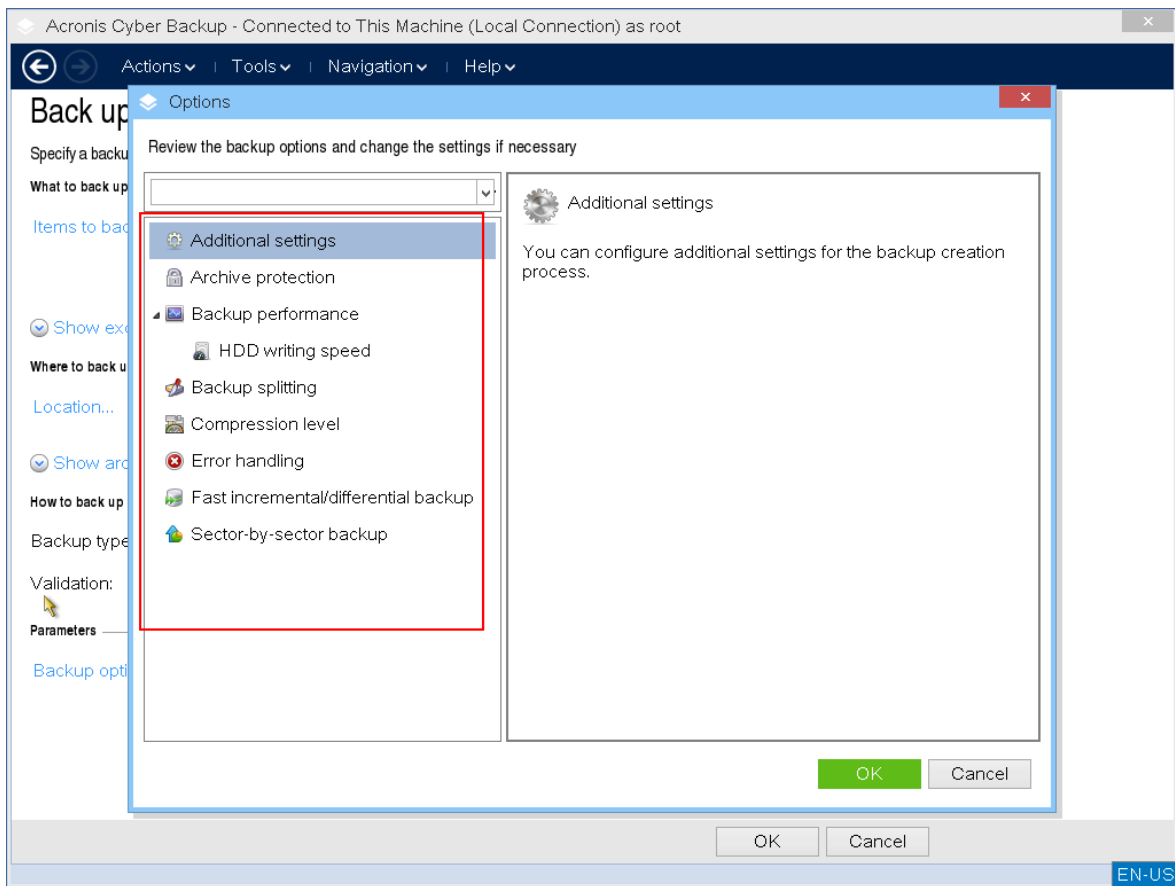 Acronis Cyber Backup - Connected to This Machine (Local Connection) as root
Actions
Tools
Navigation
Help
Back up
Options
Specify a backu
Review the backup options and change the settings if necessary
What to back up
Items to bac
Additional settings
Archive protection
Backup performance
HDD writing speed
Backup splitting
Compression level
Error handling
Fast incremental/differential backup
Sector-by-sector backup
Additional settings
You can configure additional settings for the backup creation
process.
Show exc
Where to back u
Location...
Show arc
How to back up
Backup type
Validation:
Parameters
Backup opti
OK
Cancel
OK
Cancel
EN-US